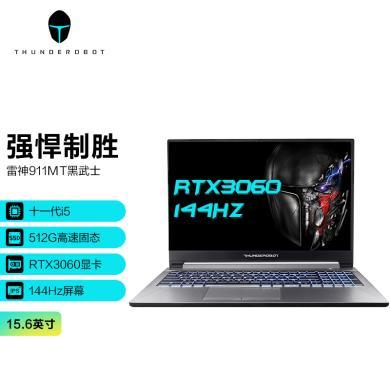 THUNDEROBOT
强悍制胜
雷神911MT黑武士
十一代i5
SSD
512G高速固态
RTX3060显卡
IPS
144Hz屏幕
15.6英寸
RTX3060
144HZ
THUNDEROBOT